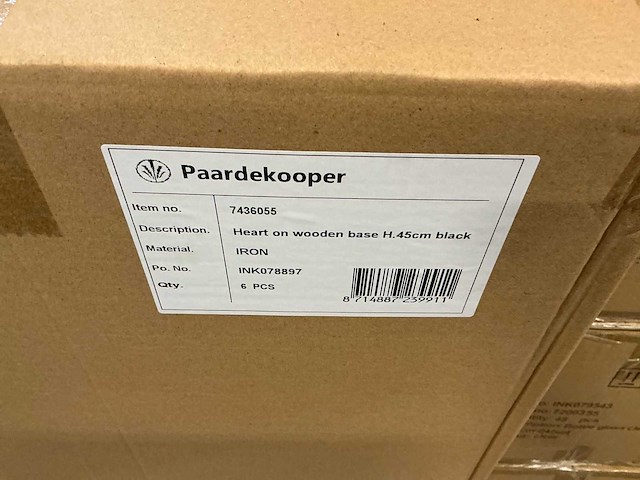 Paardekooper
Item no. 7436055
Description. Heart on wooden base H.45cm black
Material. IRON
Po. No. INK078897
Qty. 6 PCS
8 714887 239911